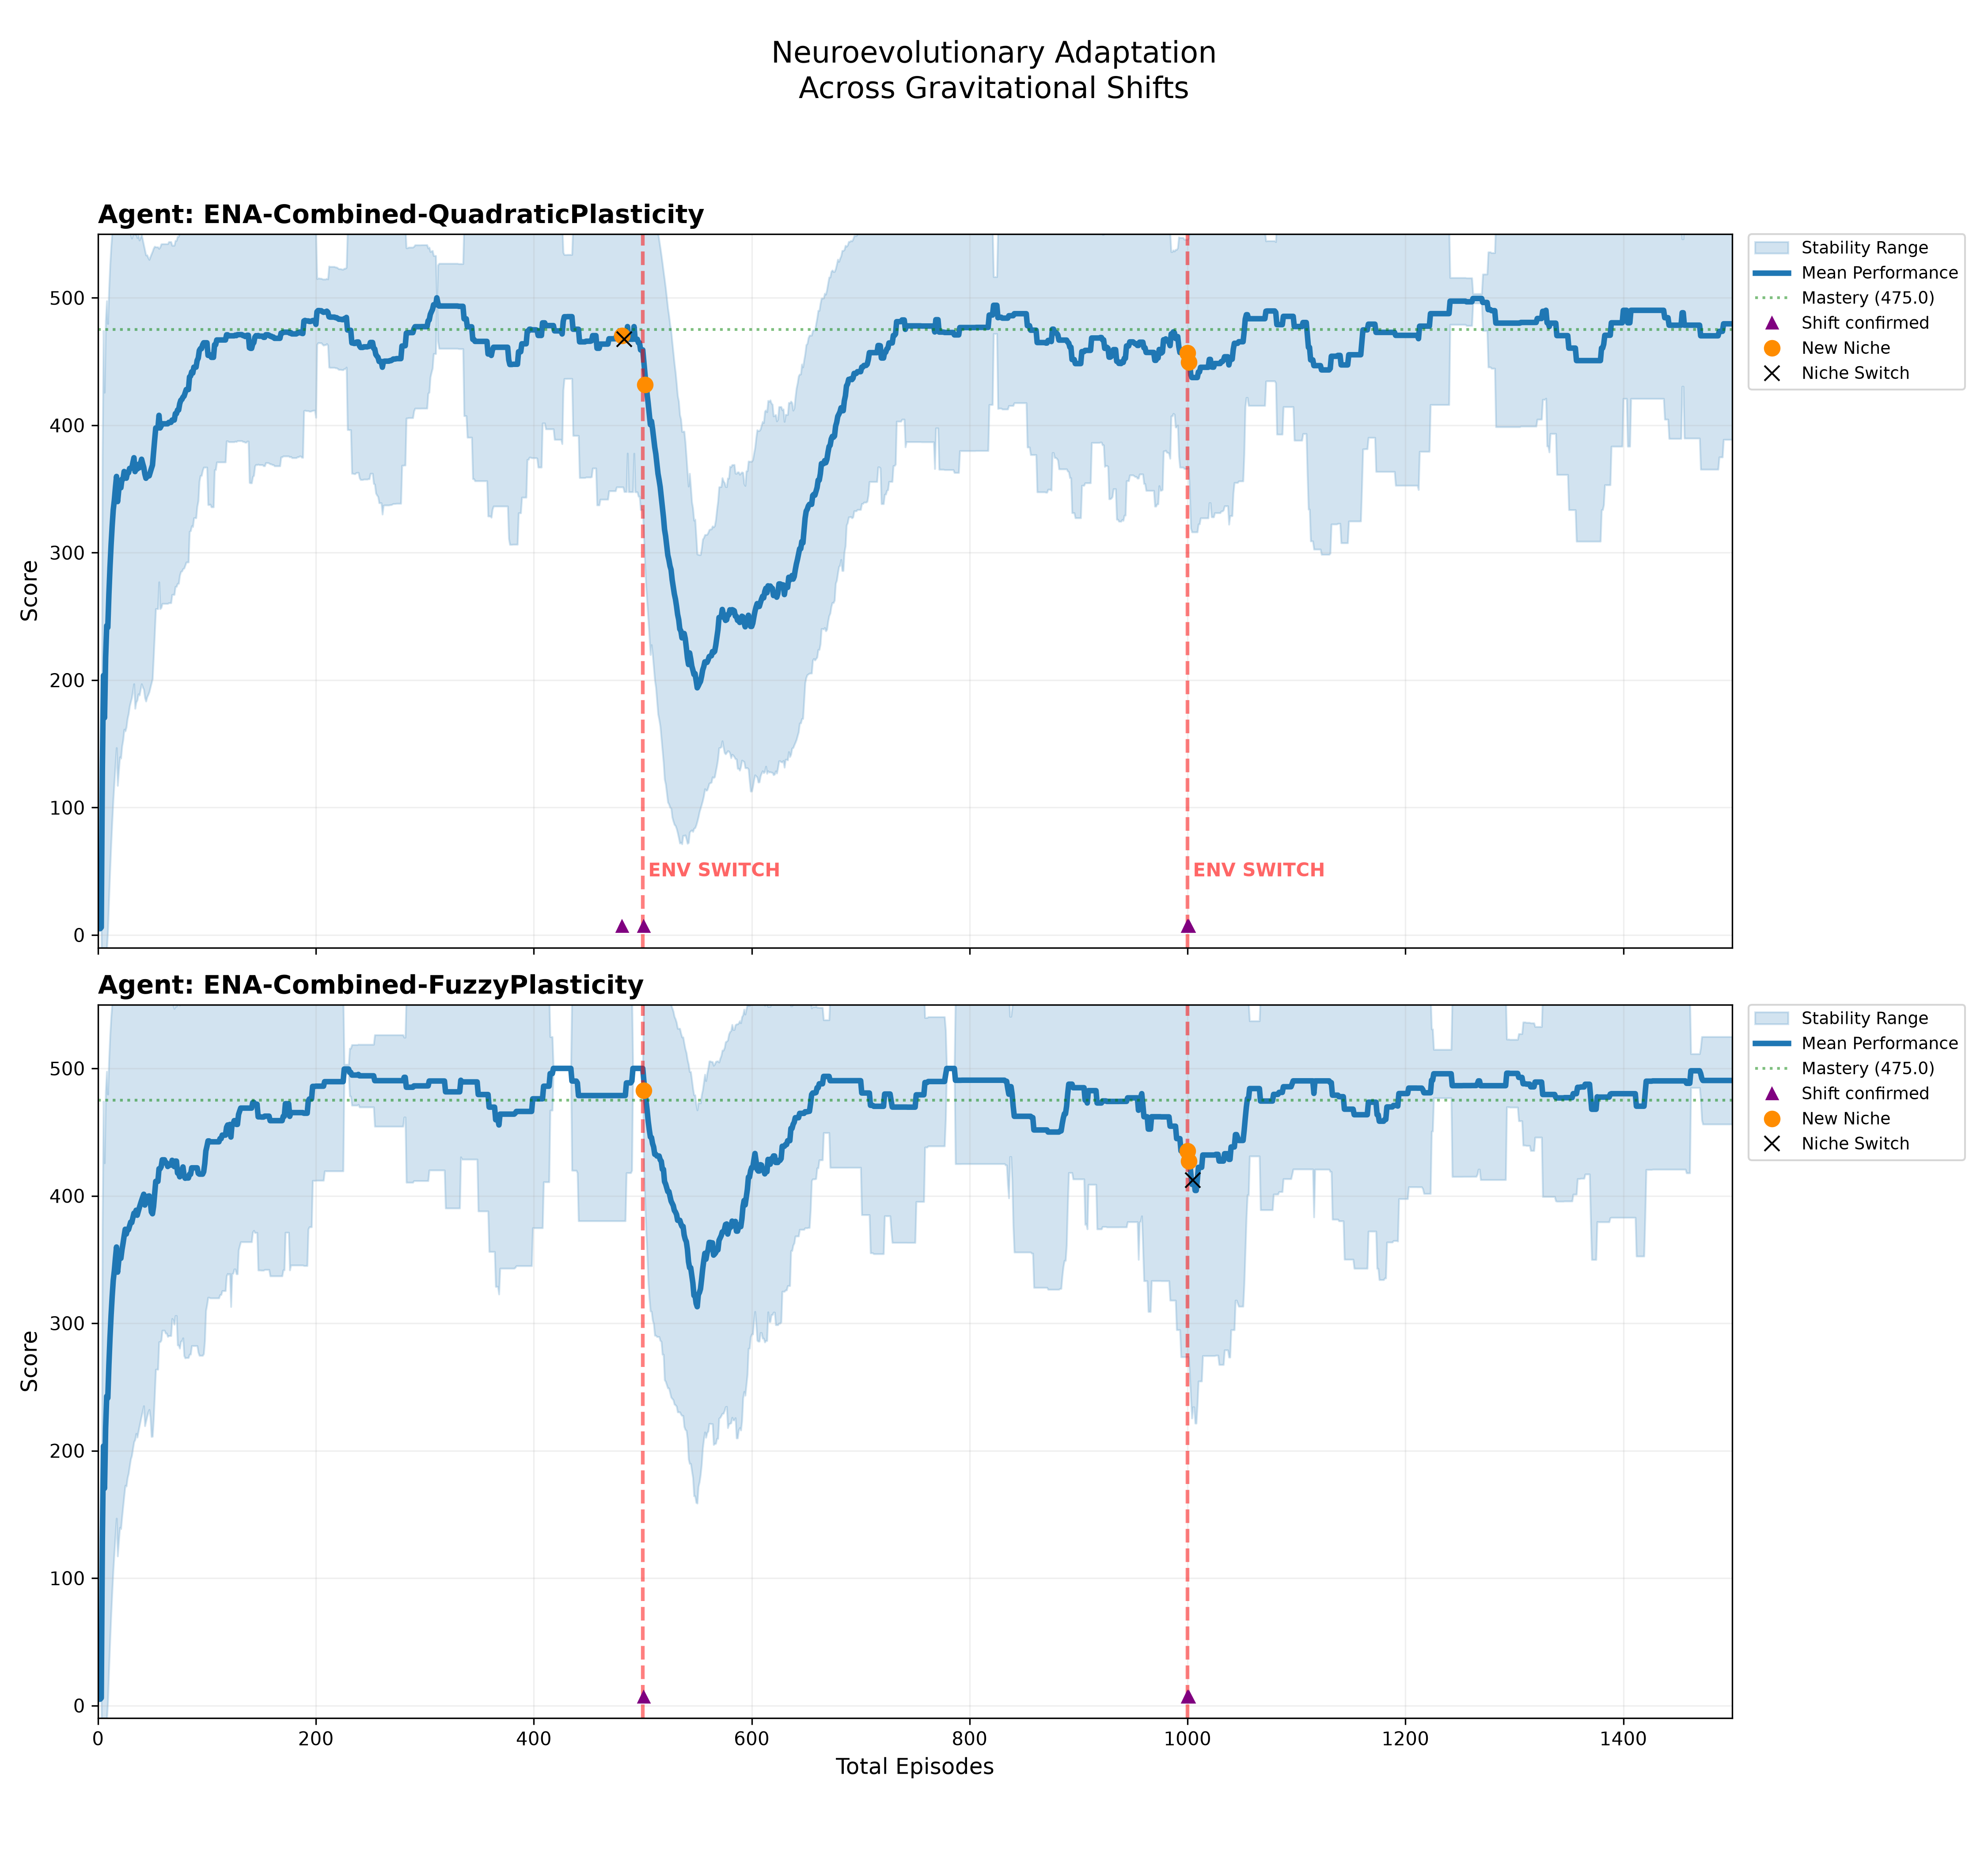 Neuroevolutionary Adaptation
Across Gravitational Shifts
Agent: ENA-Combined-QuadraticPlasticity
Score
500
400
300
200
100
0
ENV SWITCH
ENV SWITCH
Stability Range
Mean Performance
Mastery (475.0)
Shift confirmed
New Niche
Niche Switch
Agent: ENA-Combined-FuzzyPlasticity
Score
500
400
300
200
100
0
Stability Range
Mean Performance
Mastery (475.0)
Shift confirmed
New Niche
Niche Switch
0 200 400 600 800 1000 1200 1400
Total Episodes